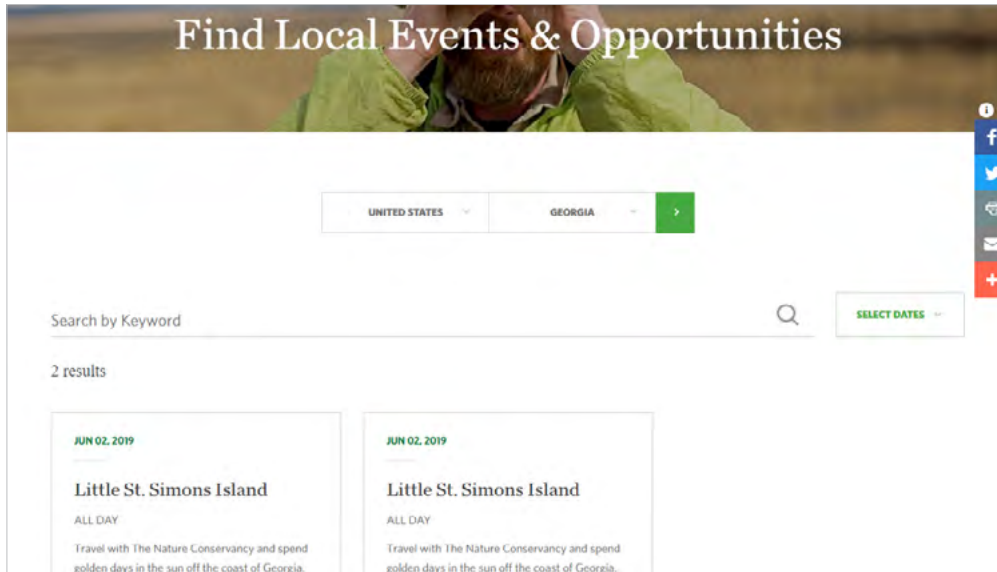 Find Local Events & Opportunities
UNITED STATES
GEORGIA
Search by Keyword
SELECT DATES
2 results
JUN 02, 2019
Little St. Simons Island
ALL DAY
Travel with The Nature Conservancy and spend
golden days in the sun off the coast of Georgia.
JUN 02, 2019
Little St. Simons Island
ALL DAY
Travel with The Nature Conservancy and spend
golden days in the sun off the coast of Georgia.